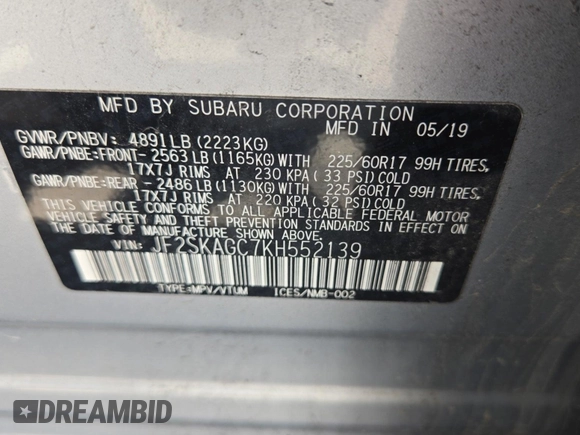 MFD BY SUBARU CORPORATION
MFD IN 05/19
GVWR/PNBV: 4891LB (2223KG)
GAWR/PNBE:FRONT-2563LB(1165KG)WITH 225/60R17 99H TIRES,
17X7J RIMS AT 230 KPA (33 PSI)COLD
GAWR/PNBE:REAR -2486LB(1130KG)WITH 225/60R17 99H TIRES,
17X7J RIMS AT 220 KPA (32 PSI)COLD
THIS VEHICLE CONFORMS TO ALL APPLICABLE FEDERAL MOTOR
VEHICLE SAFETY AND THEFT PREVENTION STANDARDS IN EFFECT ON
THE DATE OF MANUFACTURE SHOWN ABOVE.
VIN: JF2SKAGC7KH552139
TYPE:MPV/VTUM ICES/NMB-002
DREAMBID